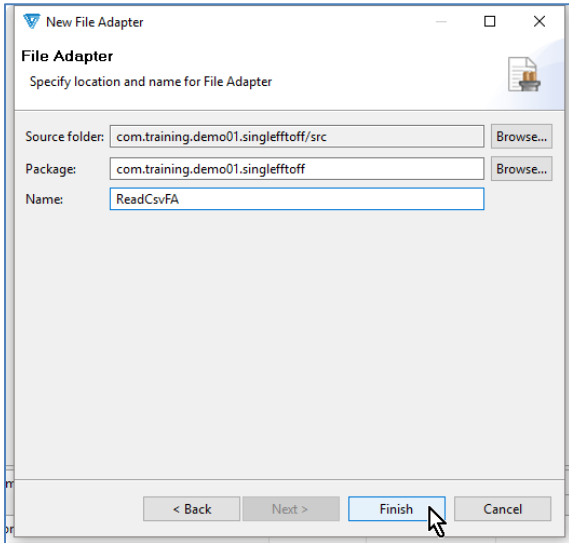 New File Adapter
File Adapter
Specify location and name for File Adapter
Source folder: com.training.demo01.singlefftoff/src Browse...
Package: com.training.demo01.singlefftoff Browse...
Name: ReadCsvFA
< Back Next > Finish Cancel